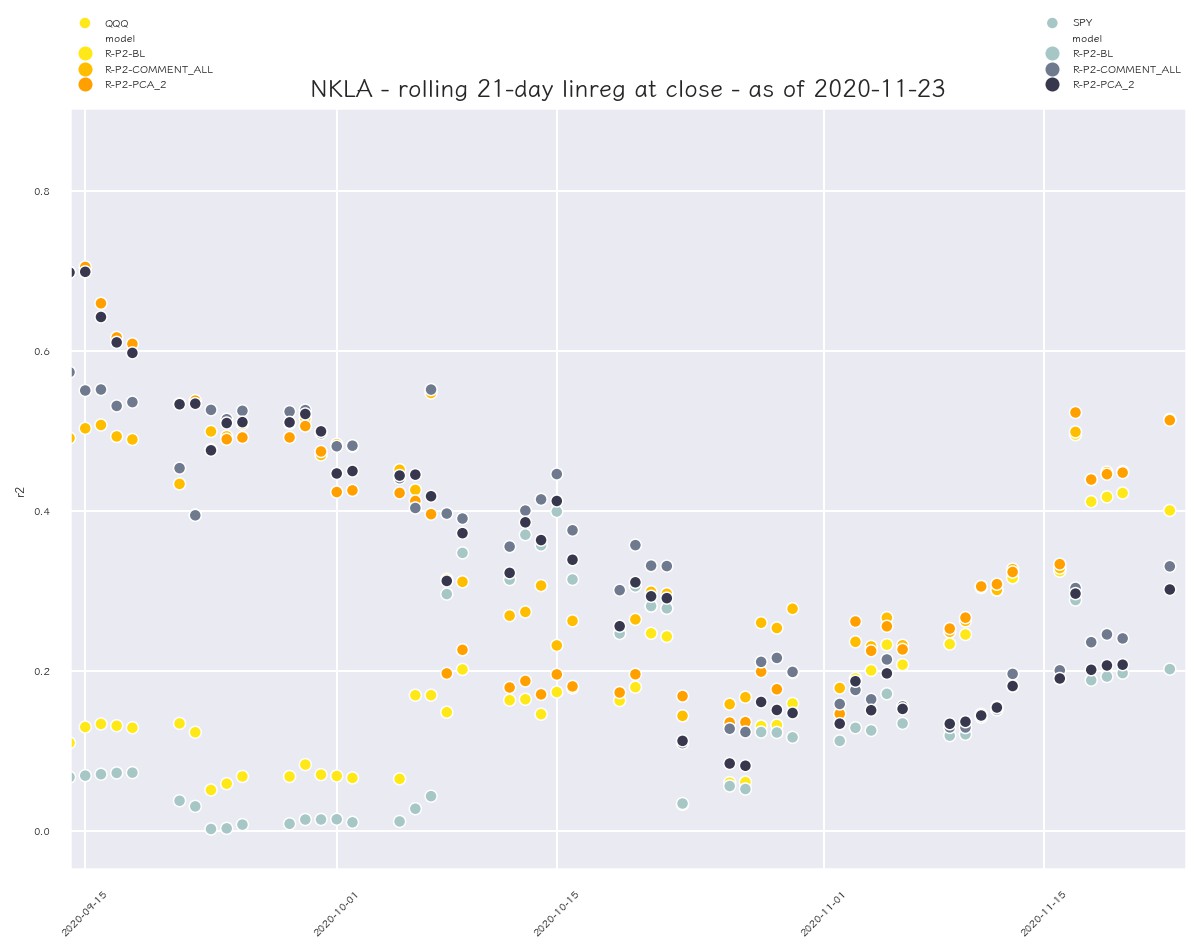 QQQ
model
R-P2-BL
R-P2-COMMENT_ALL
R-P2-PCA_2
SPY
model
R-P2-BL
R-P2-COMMENT_ALL
R-P2-PCA_2
NKLA - rolling 21-day linreg at close - as of 2020-11-23
r2
0.8
0.6
0.4
0.2
0.0
2020-09-15
2020-10-01
2020-10-15
2020-11-01
2020-11-15